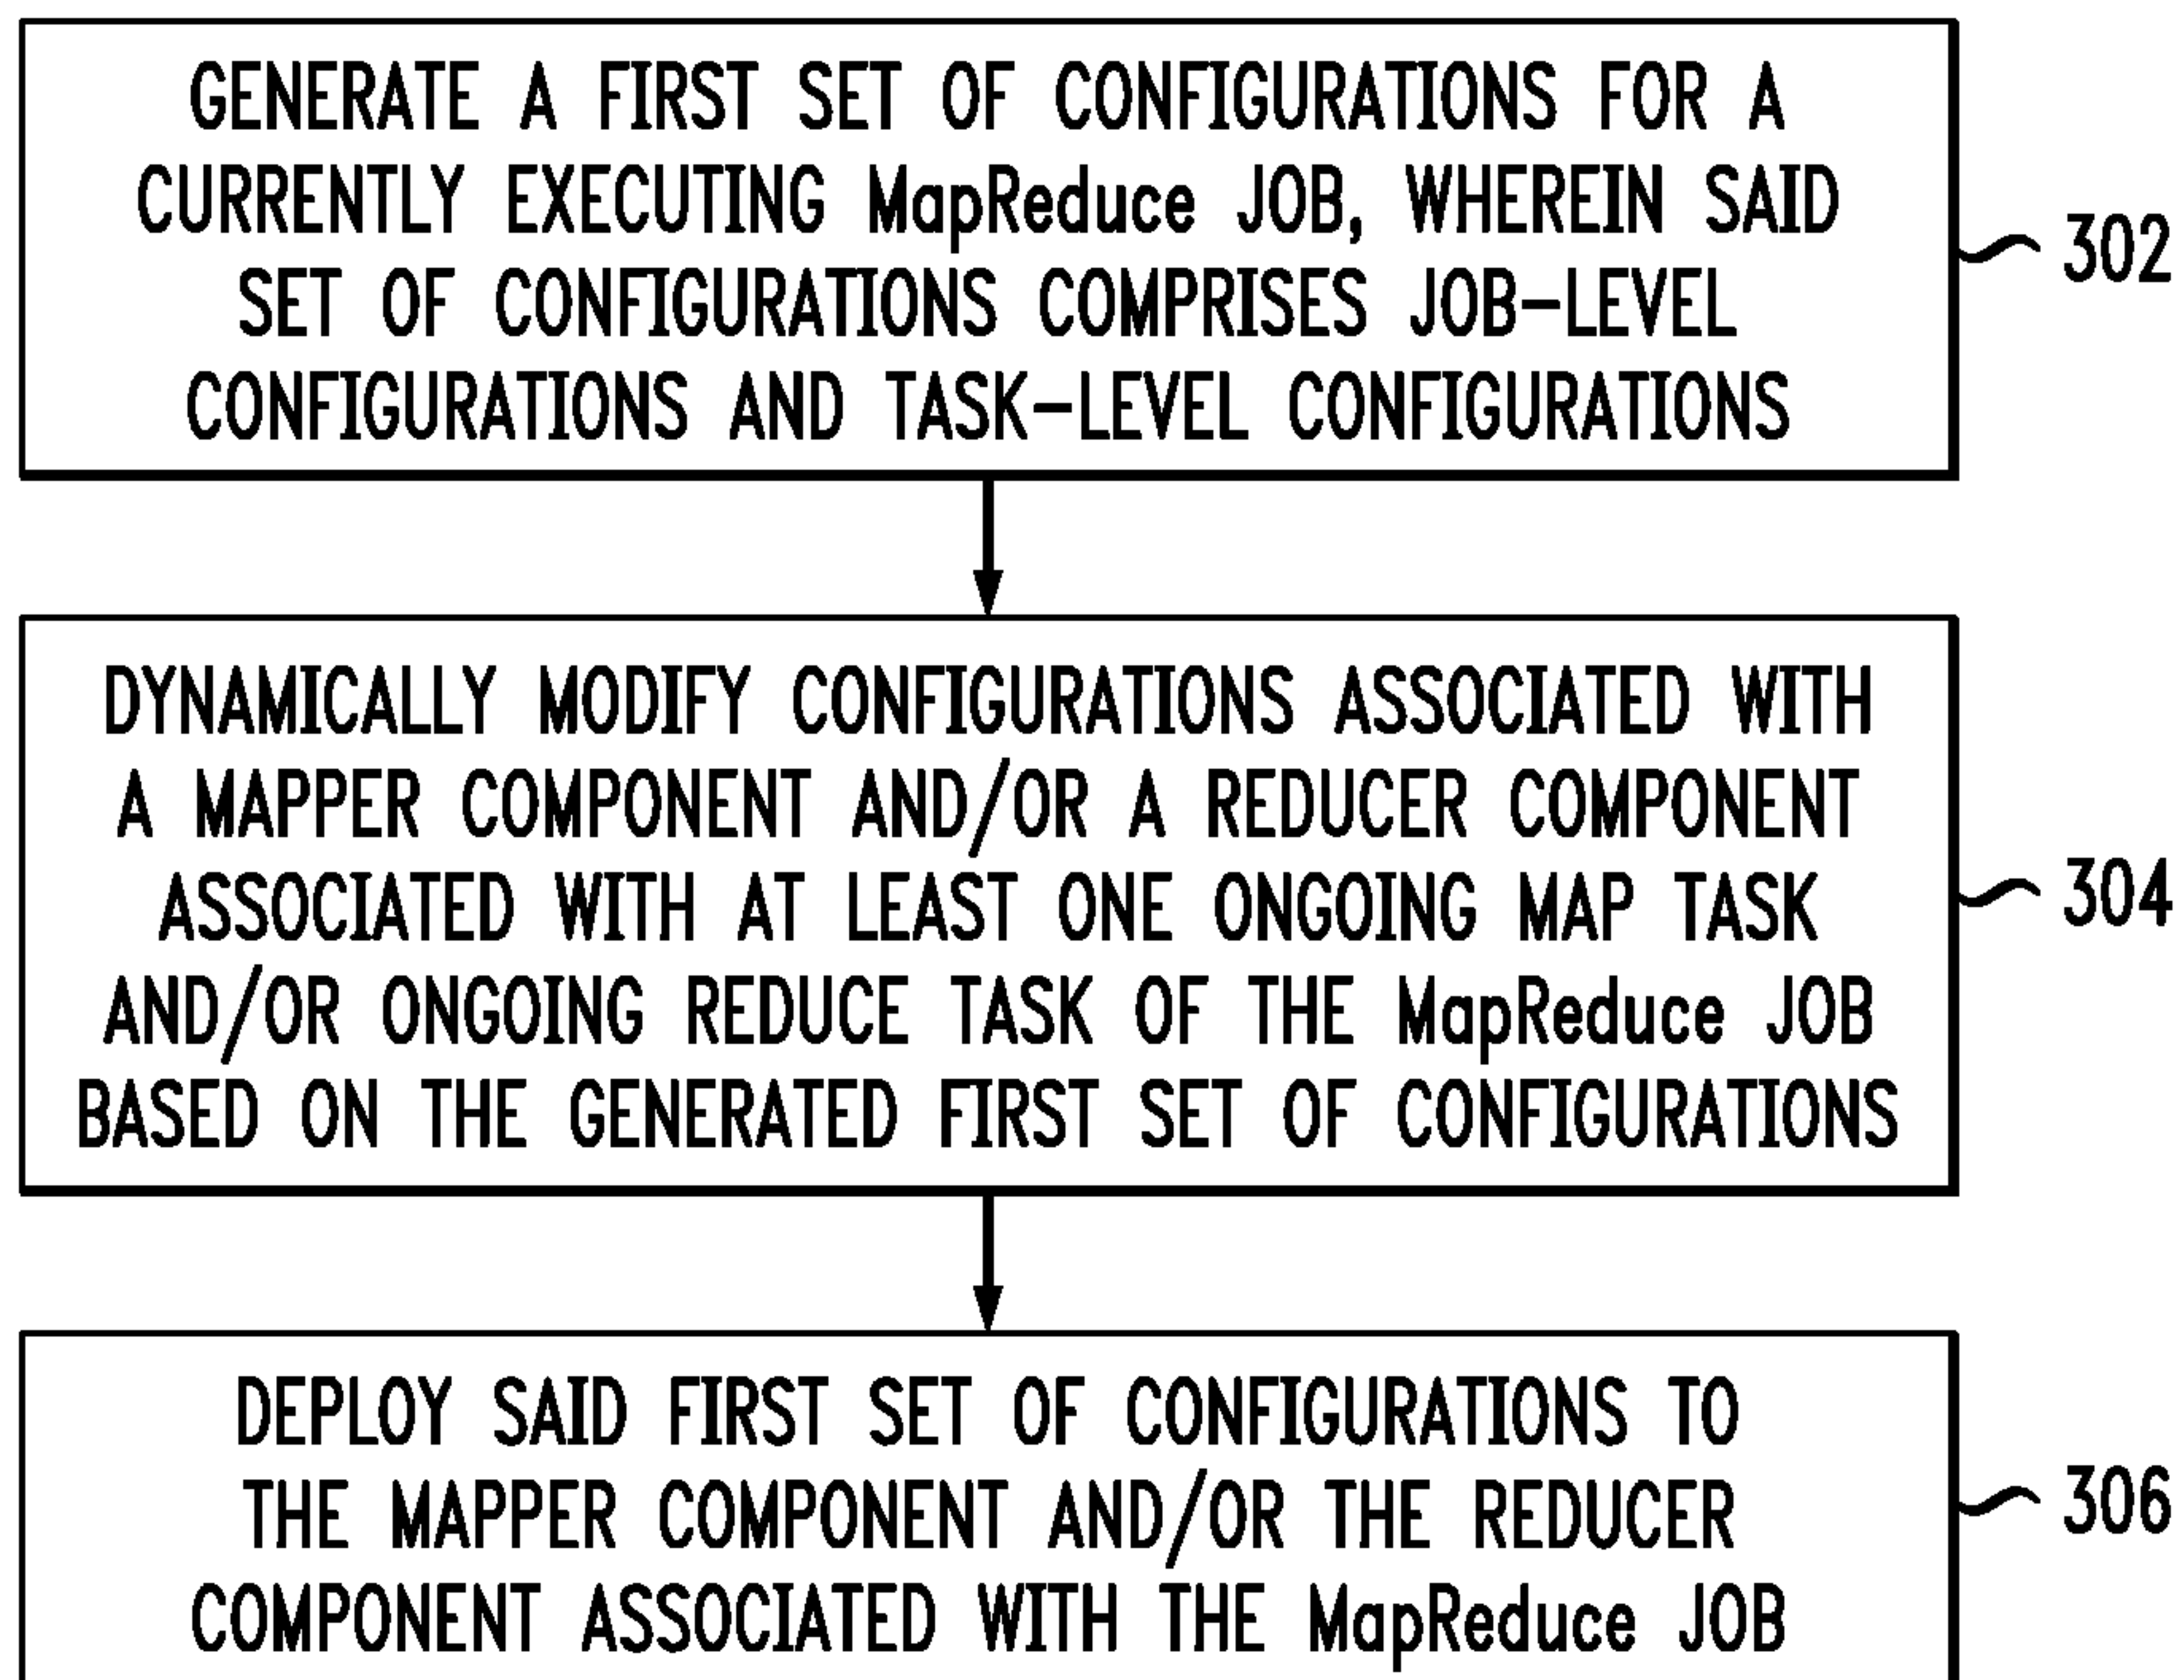 GENERATE A FIRST SET OF CONFIGURATIONS FOR A
CURRENTLY EXECUTING MapReduce JOB, WHEREIN SAID
SET OF CONFIGURATIONS COMPRISES JOB-LEVEL
CONFIGURATIONS AND TASK-LEVEL CONFIGURATIONS
302
DYNAMICALLY MODIFY CONFIGURATIONS ASSOCIATED WITH
A MAPPER COMPONENT AND/OR A REDUCER COMPONENT
ASSOCIATED WITH AT LEAST ONE ONGOING MAP TASK
AND/OR ONGOING REDUCE TASK OF THE MapReduce JOB
BASED ON THE GENERATED FIRST SET OF CONFIGURATIONS
304
DEPLOY SAID FIRST SET OF CONFIGURATIONS TO
THE MAPPER COMPONENT AND/OR THE REDUCER
COMPONENT ASSOCIATED WITH THE MapReduce JOB
306